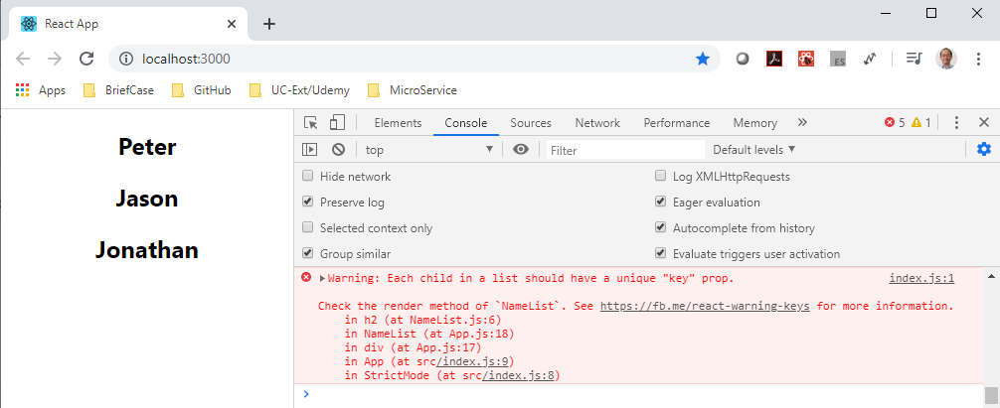 React App
localhost:3000
ES
Apps BriefCase GitHub UC-Ext/Udemy MicroService
Peter
Jason
Jonathan
Elements Console Sources Network Performance Memory 5 1
top Filter Default levels
Hide network Log XMLHttpRequests
Preserve log Eager evaluation
Selected context only Autocomplete from history
Group similar Evaluate triggers user activation
Warning: Each child in a list should have a unique "key" prop. index.js:1
Check the render method of `NameList`. See https://fb.me/react-warning-keys for more information.
in h2 (at NameList.js:6)
in NameList (at App.js:18)
in div (at App.js:17)
in App (at src/index.js:9)
in StrictMode (at src/index.js:8)